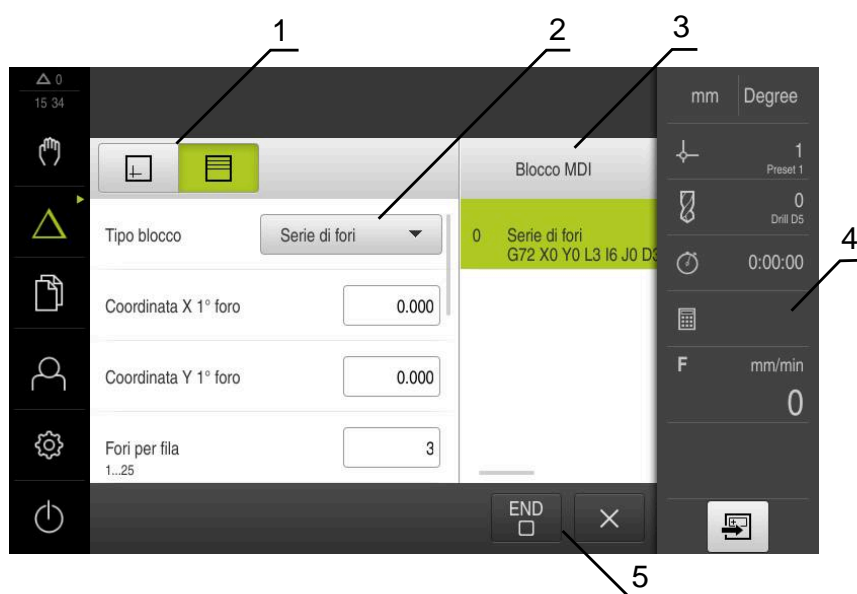 1
2
3
4
5
0
15 34
Tipo blocco
Serie di fori
Coordinata X 1° foro
0.000
Coordinata Y 1° foro
0.000
Fori per fila
1...25
3
Blocco MDI
0 Serie di fori
G72 X0 Y0 L3 I6 J0 D3
END
mm Degree
1
Preset 1
0
Drill D5
0:00:00
F mm/min
0